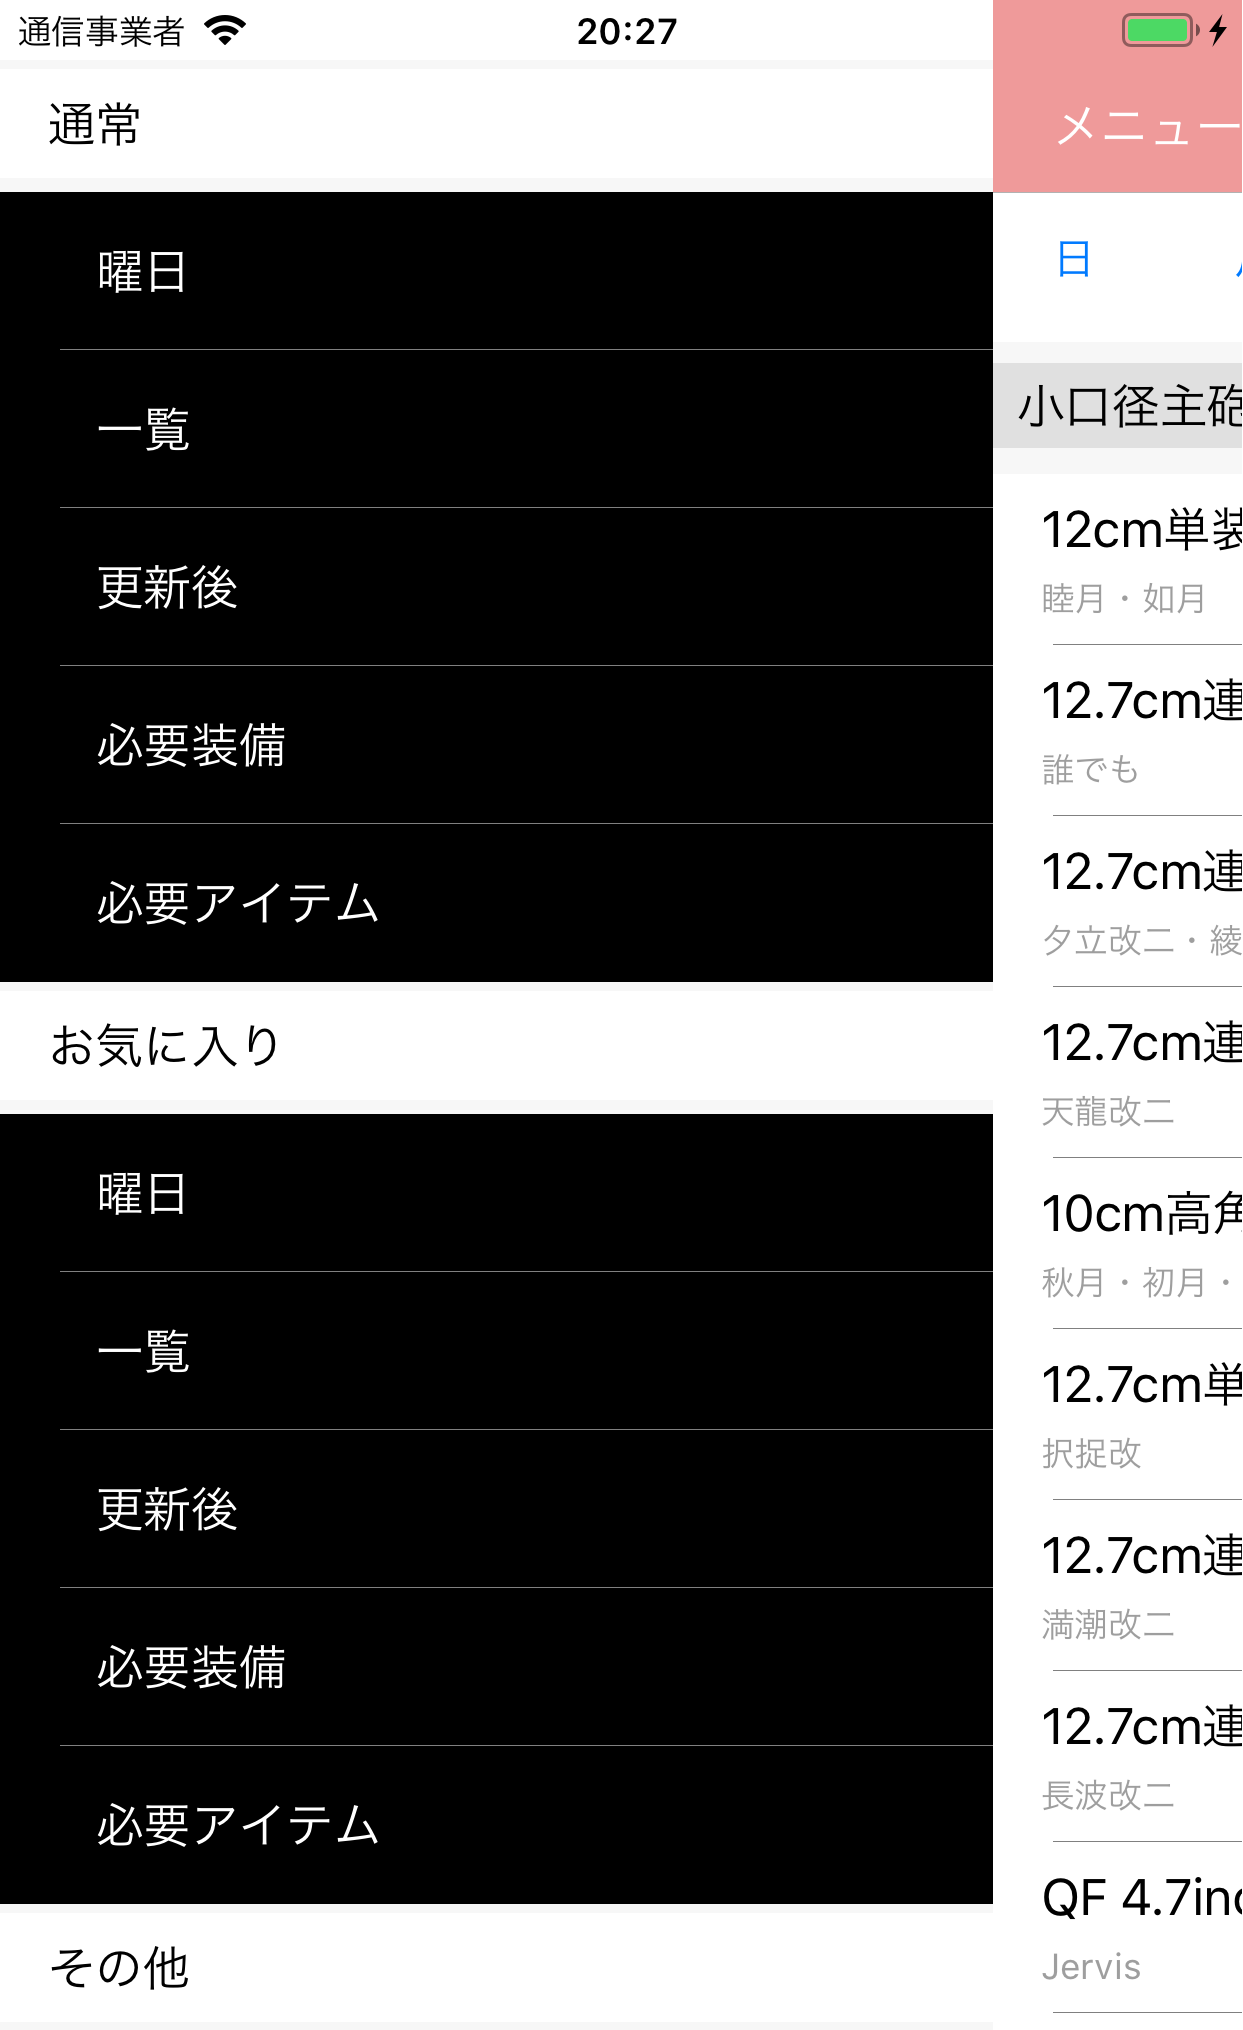 通信事業者
20:27
通常
曜日
一覧
更新後
必要装備
必要アイテム
お気に入り
曜日
一覧
更新後
必要装備
必要アイテム
その他
メニュー
日
小口径主砲
12cm単装
睦月・如月
12.7cm連
誰でも
12.7cm連
夕立改二・綾
12.7cm連
天龍改二
10cm高角
秋月・初月・
12.7cm単
択捉改
12.7cm連
満潮改二
12.7cm連
長波改二
QF 4.7inc
Jervis